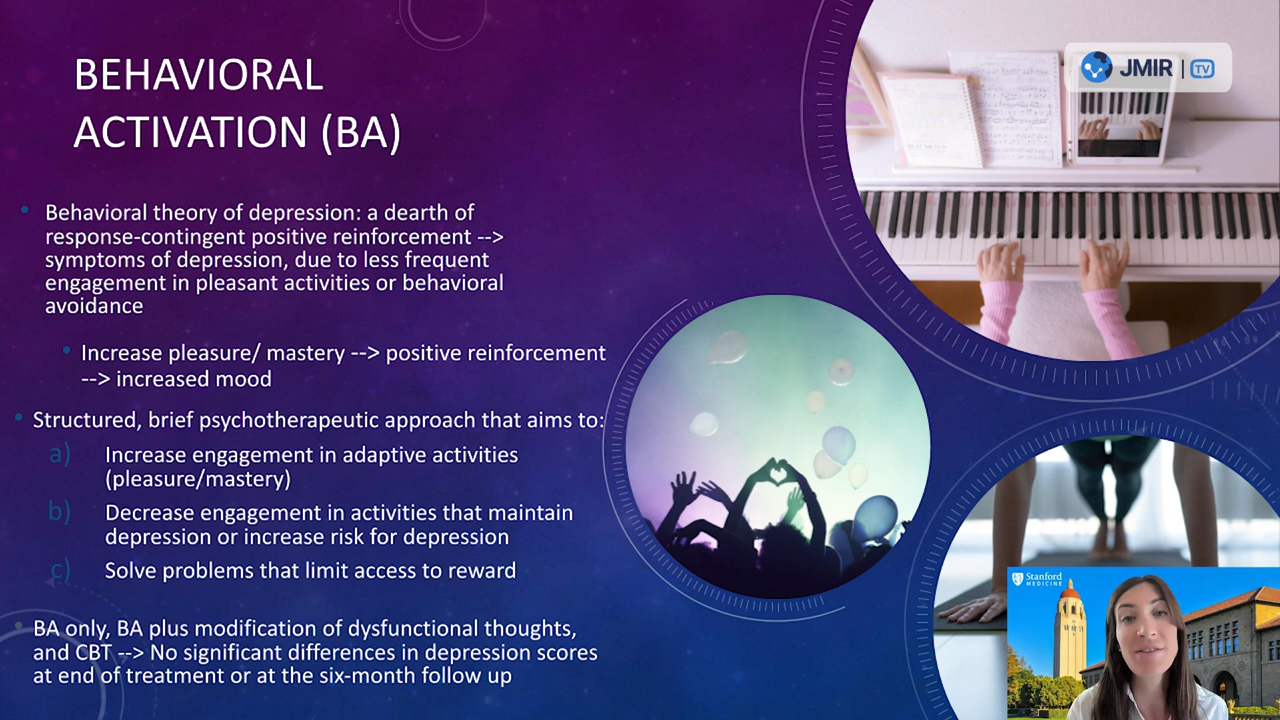 BEHAVIORAL
ACTIVATION (BA)
JMIR | TV
• Behavioral theory of depression: a dearth of
response-contingent positive reinforcement -->
symptoms of depression, due to less frequent
engagement in pleasant activities or behavioral
avoidance
• Increase pleasure/ mastery --> positive reinforcement
--> increased mood
• Structured, brief psychotherapeutic approach that aims to:
a) Increase engagement in adaptive activities
(pleasure/mastery)
b) Decrease engagement in activities that maintain
depression or increase risk for depression
c) Solve problems that limit access to reward
• BA only, BA plus modification of dysfunctional thoughts,
and CBT --> No significant differences in depression scores
at end of treatment or at the six-month follow up
Stanford
MEDICINE